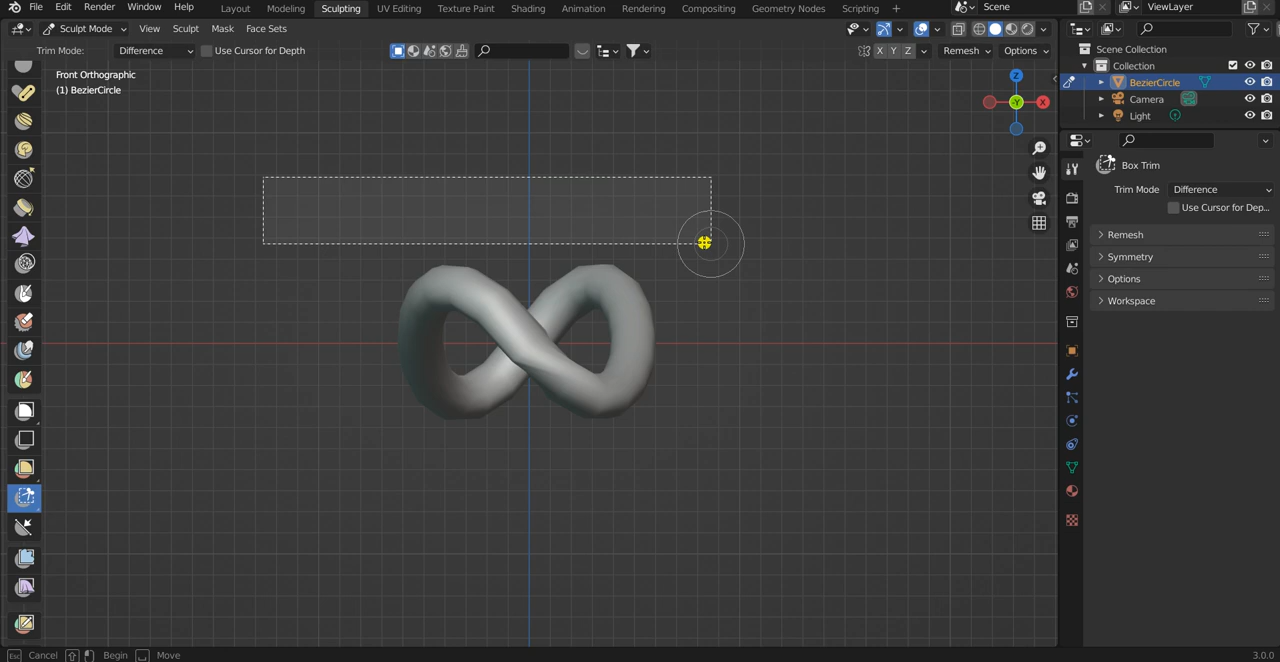 File Edit Render Window Help Layout Modeling Sculpting UV Editing Texture Paint Shading Animation Rendering Compositing Geometry Nodes Scripting + Scene ViewLayer
Sculpt Mode View Sculpt Mask Face Sets
Trim Mode: Difference Use Cursor for Depth X Y Z Remesh Options
Front Orthographic
(1) BezierCircle
Z
-Y X
Scene Collection
Collection
BezierCircle
Camera
Light
Box Trim
Trim Mode Difference
Use Cursor for Dep...
Remesh
Symmetry
Options
Workspace
Esc Cancel Begin Move 3.0.0